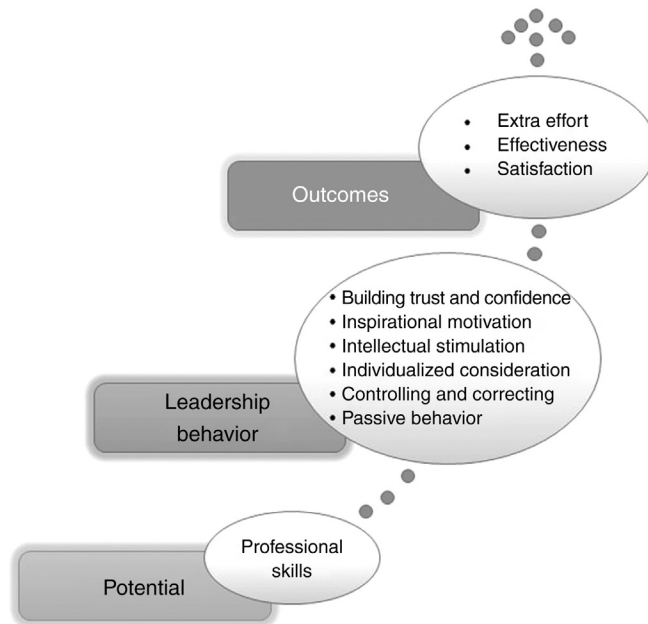 • Extra effort
• Effectiveness
• Satisfaction
Outcomes
• Building trust and confidence
• Inspirational motivation
• Intellectual stimulation
• Individualized consideration
• Controlling and correcting
• Passive behavior
Leadership
behavior
Professional
skills
Potential